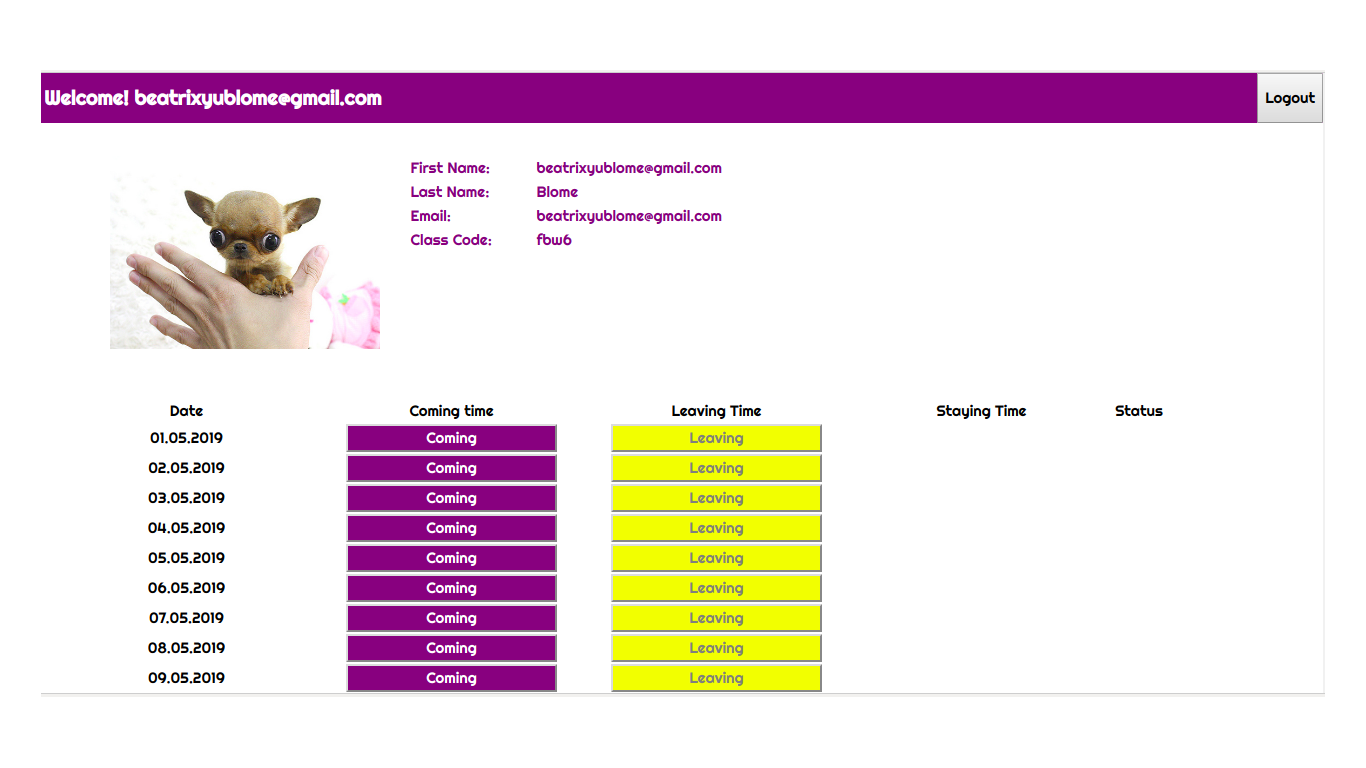 Welcome! beatrixyublome@gmail.com Logout
First Name: beatrixyublome@gmail.com
Last Name: Blome
Email: beatrixyublome@gmail.com
Class Code: fbw6
Date Coming time Leaving Time Staying Time Status
01.05.2019 Coming Leaving
02.05.2019 Coming Leaving
03.05.2019 Coming Leaving
04.05.2019 Coming Leaving
05.05.2019 Coming Leaving
06.05.2019 Coming Leaving
07.05.2019 Coming Leaving
08.05.2019 Coming Leaving
09.05.2019 Coming Leaving